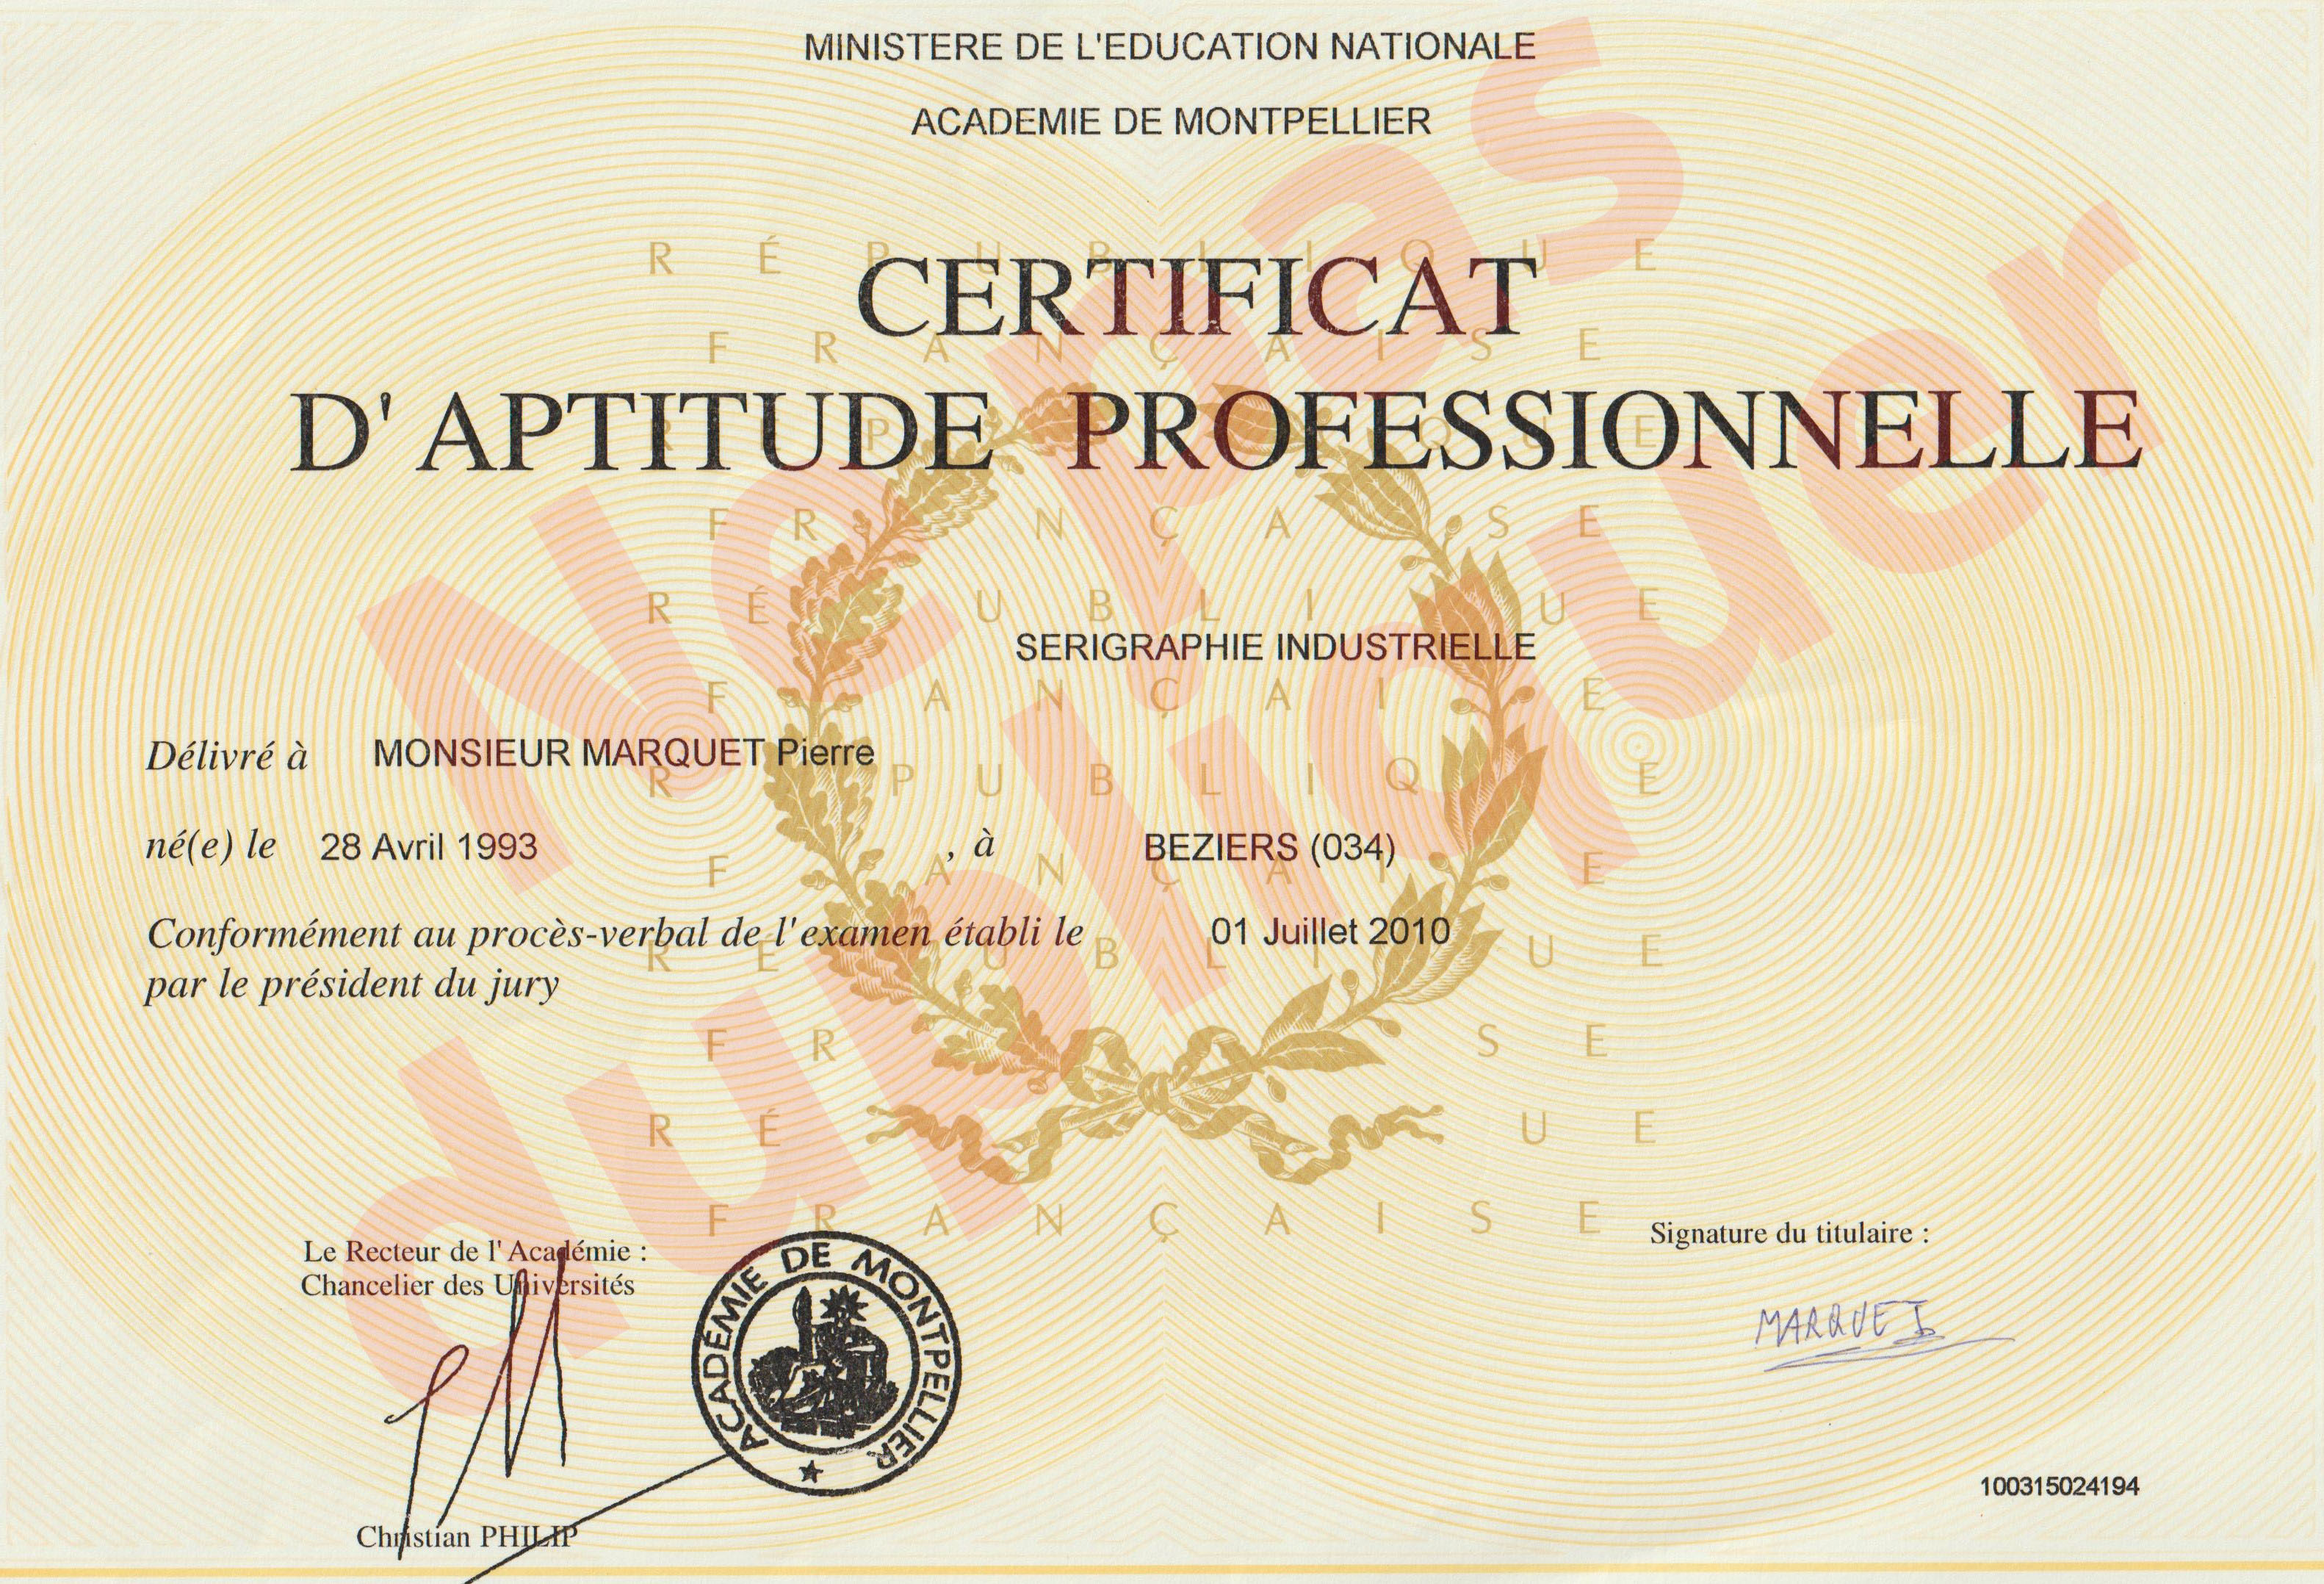 MINISTERE DE L'EDUCATION NATIONALE
ACADEMIE DE MONTPELLIER
RÉPUBLIQUE
CERTIFICAT
FRANÇAISE
D' APTITUDE PROFESSIONNELLE
Ne pas
dupliquer
SERIGRAPHIE INDUSTRIELLE
Délivré à MONSIEUR MARQUET Pierre
né(e) le 28 Avril 1993 , à BEZIERS (034)
Conformément au procès-verbal de l'examen établi le 01 Juillet 2010
par le président du jury
FRANÇAISE
Le Recteur de l'Académie :
Chancelier des Universités
ACADÉMIE DE MONTPELLIER
Christian PHILIP
Signature du titulaire :
MARQUET
100315024194